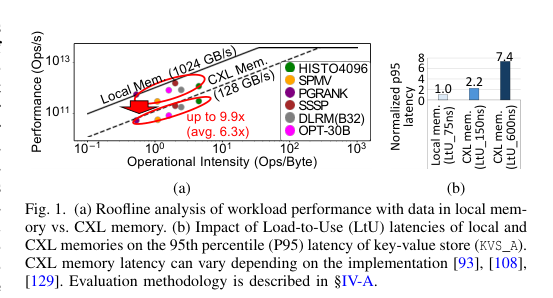 Performance (Ops/s)
10^13
10^11
Local Mem. (1024 GB/s)
CXL Mem.
(128 GB/s)
up to 9.9x
(avg. 6.3x)
HISTO4096
SPMV
PGRANK
SSSP
DLRM(B32)
OPT-30B
10^−1 10^0 10^1 10^2 10^3
Operational Intensity (Ops/Byte)
(a)
Normalized p95
latency
8
6
4
2
0
1.0
2.2
7.4
Local mem.
(LtU_75ns)
CXL mem.
(LtU_150ns)
CXL mem.
(LtU_600ns)
(b)
Fig. 1. (a) Roofline analysis of workload performance with data in local mem-
ory vs. CXL memory. (b) Impact of Load-to-Use (LtU) latencies of local and
CXL memories on the 95th percentile (P95) latency of key-value store (KVS_A).
CXL memory latency can vary depending on the implementation [93], [108],
[129]. Evaluation methodology is described in §IV-A.